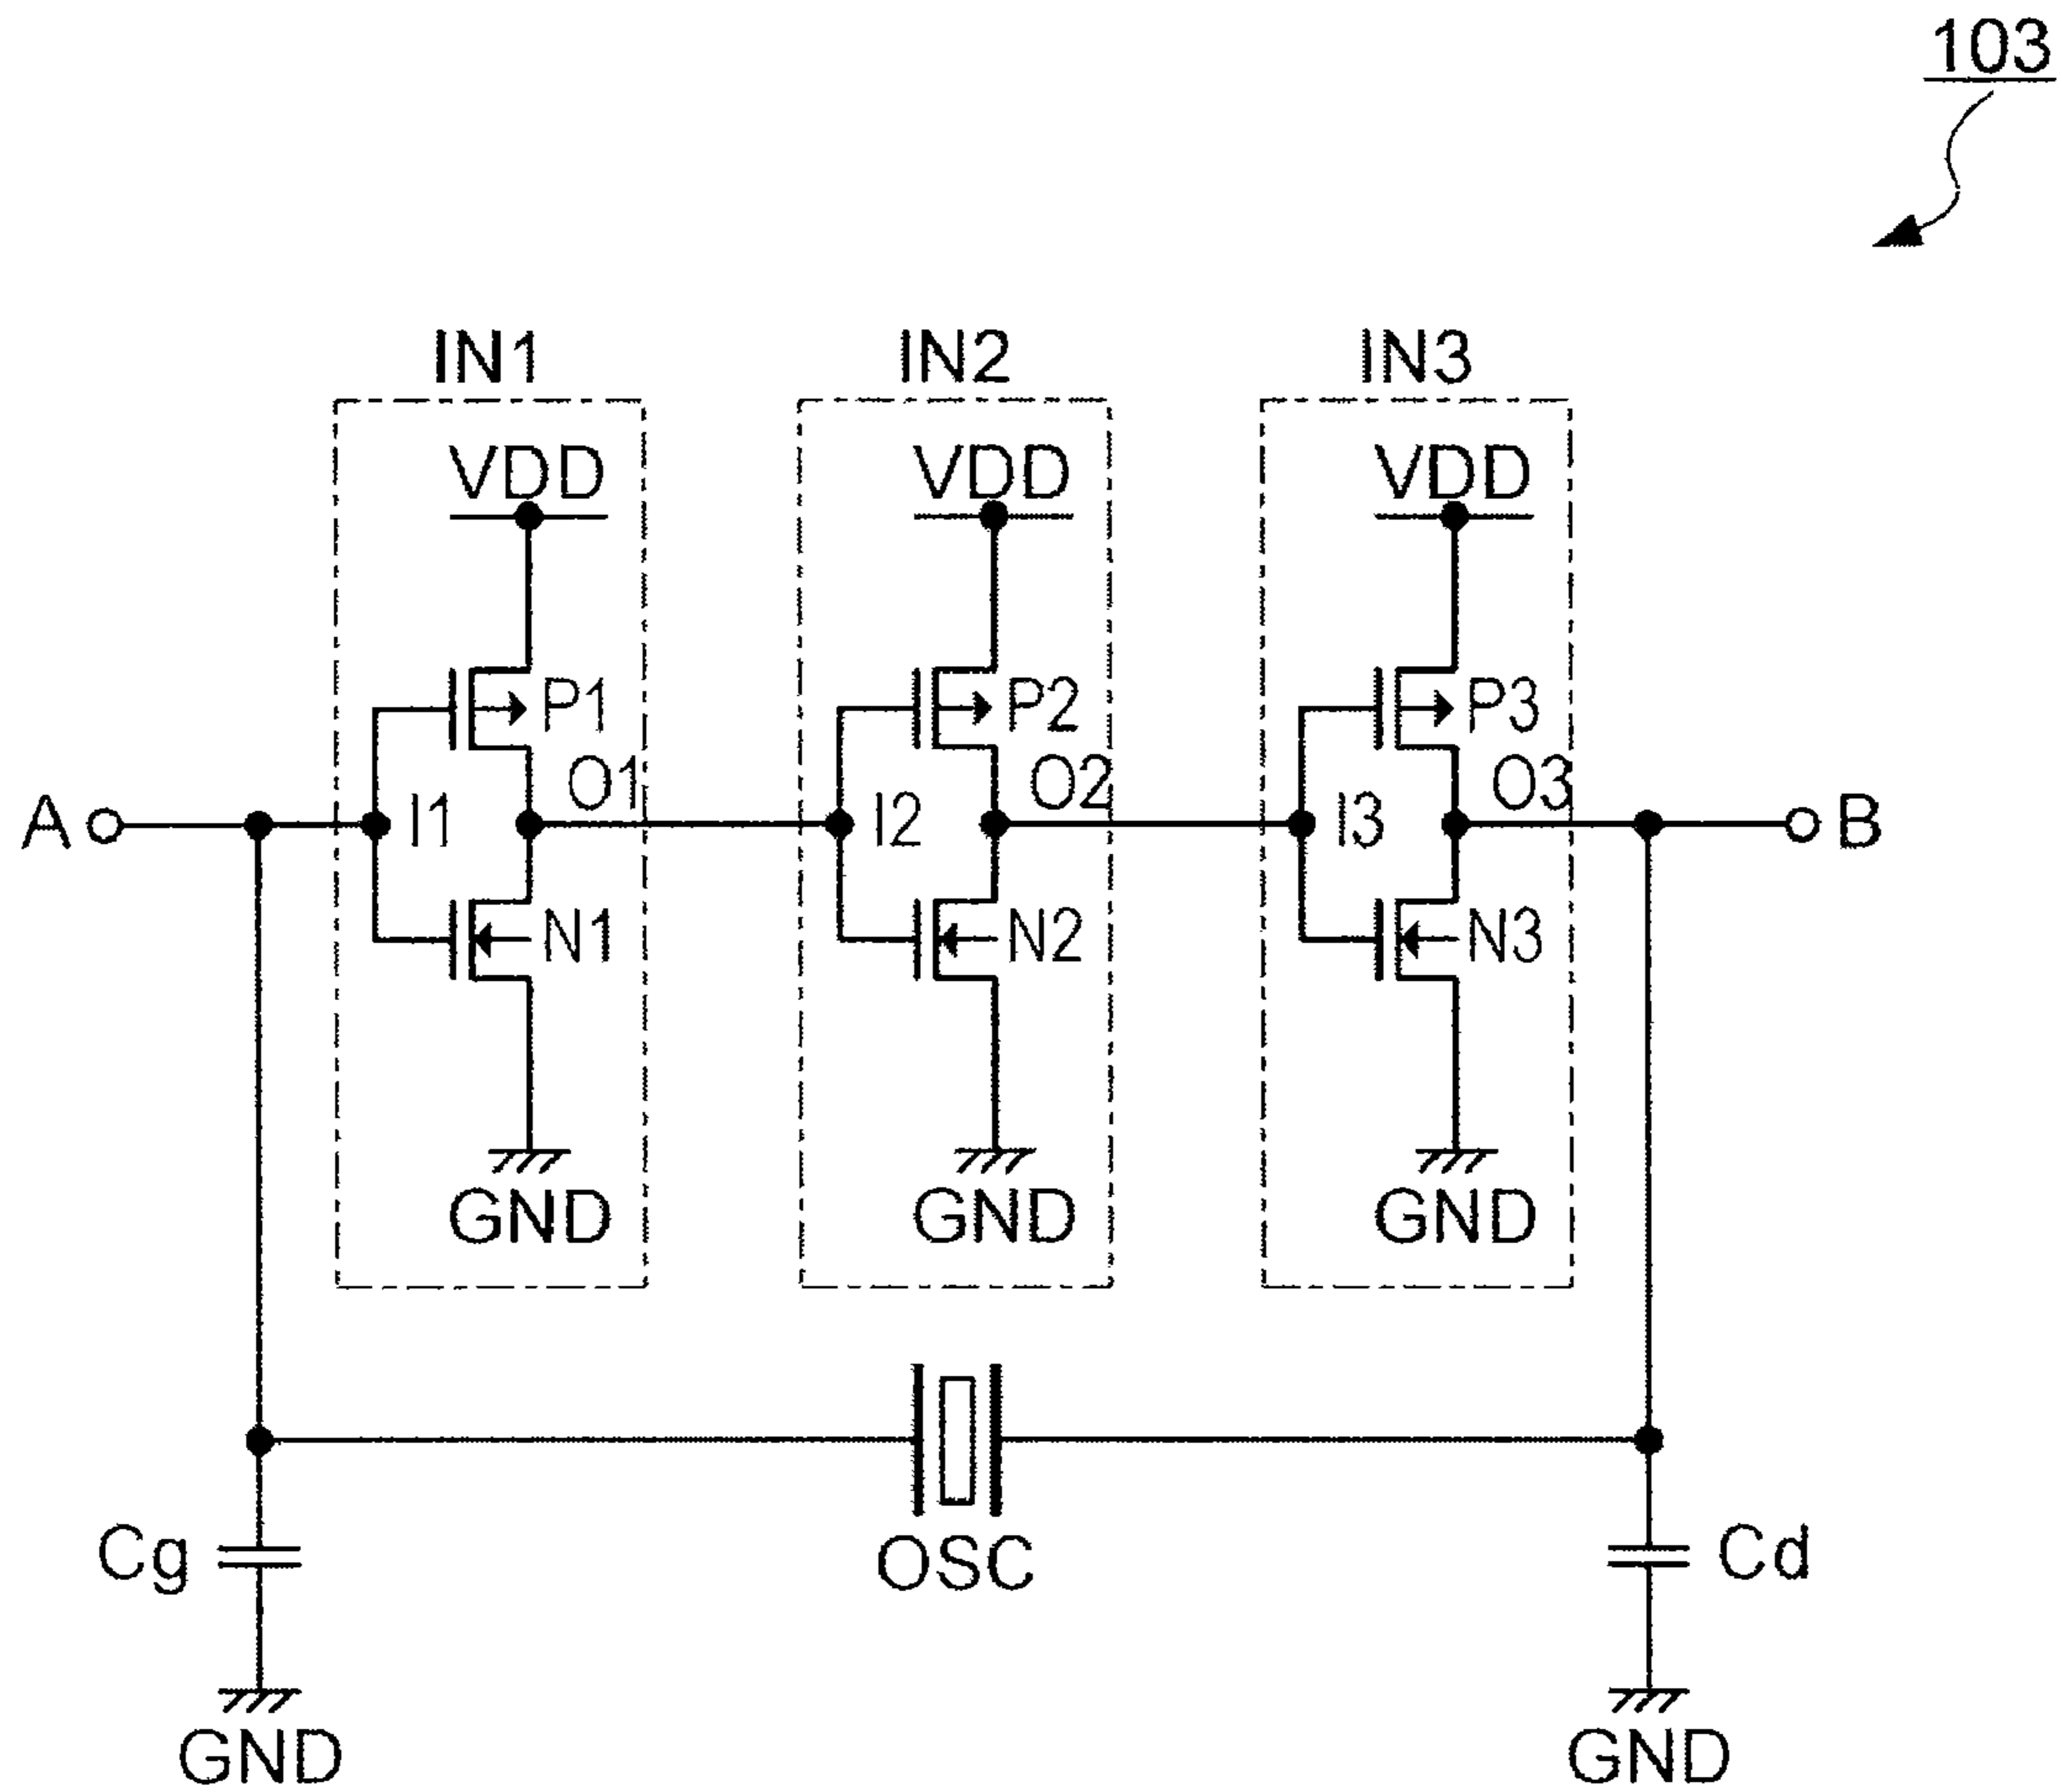 103
IN1 IN2 IN3
VDD VDD VDD
P1 P2 P3
O1 O2 O3
A I1 I2 I3 B
N1 N2 N3
GND GND GND
Cg OSC Cd
GND GND